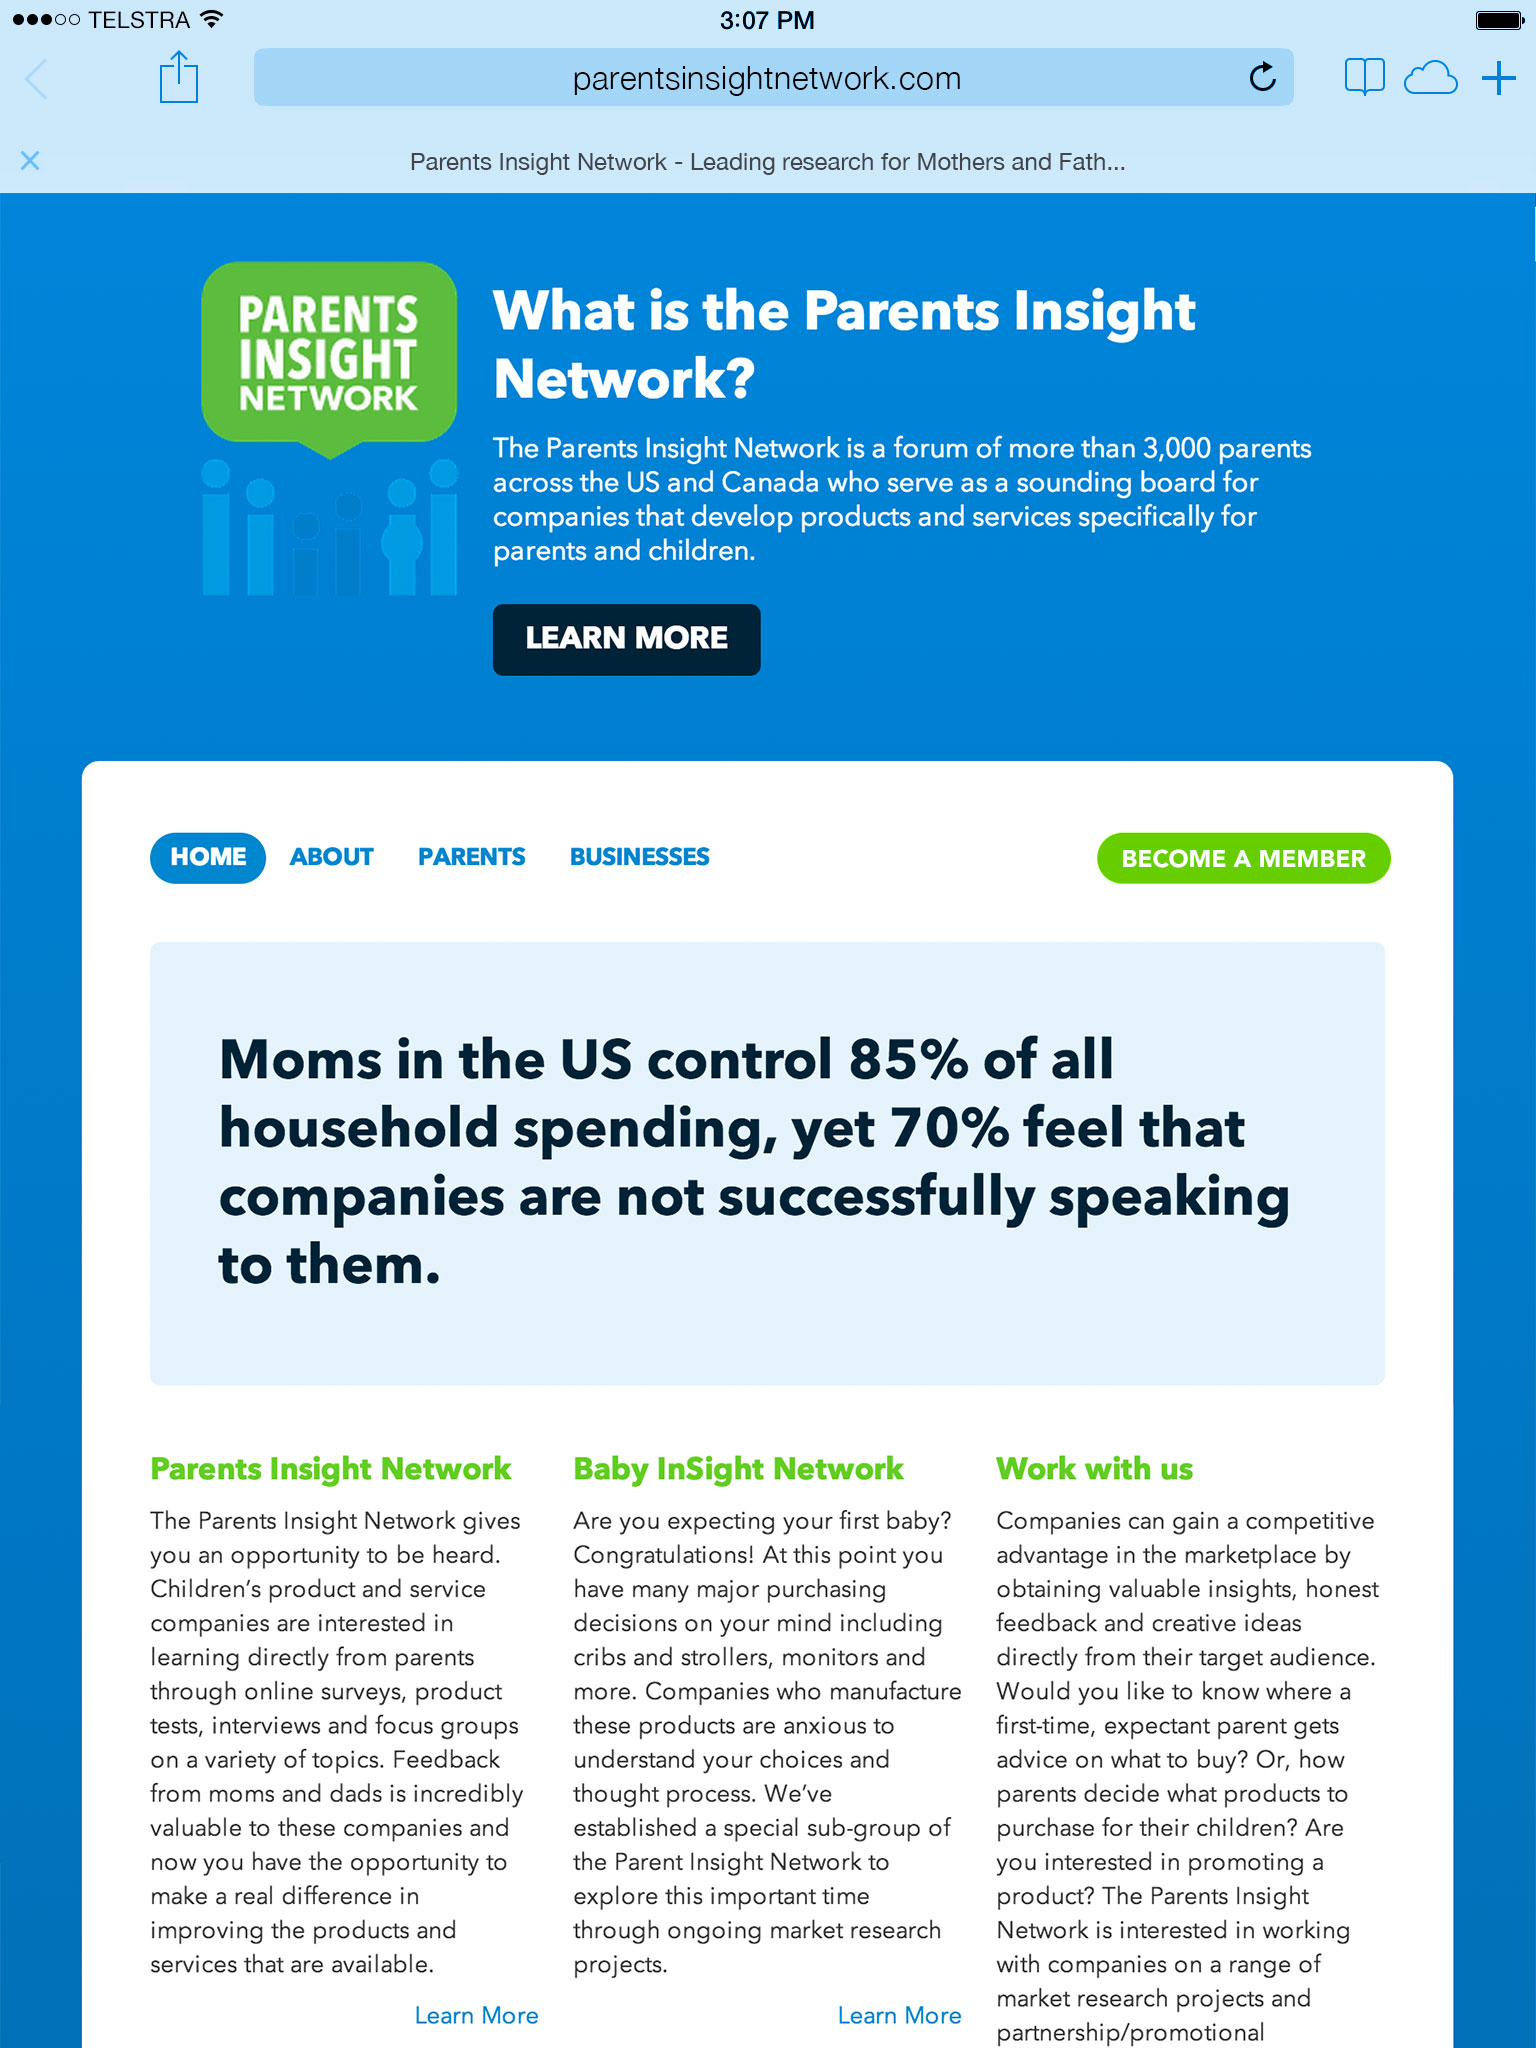 TELSTRA
3:07 PM
parentsinsightnetwork.com
Parents Insight Network - Leading research for Mothers and Fath...
PARENTS
INSIGHT
NETWORK
What is the Parents Insight
Network?
The Parents Insight Network is a forum of more than 3,000 parents
across the US and Canada who serve as a sounding board for
companies that develop products and services specifically for
parents and children.
LEARN MORE
HOME ABOUT PARENTS BUSINESSES
BECOME A MEMBER
Moms in the US control 85% of all
household spending, yet 70% feel that
companies are not successfully speaking
to them.
Parents Insight Network
The Parents Insight Network gives
you an opportunity to be heard.
Children's product and service
companies are interested in
learning directly from parents
through online surveys, product
tests, interviews and focus groups
on a variety of topics. Feedback
from moms and dads is incredibly
valuable to these companies and
now you have the opportunity to
make a real difference in
improving the products and
services that are available.
Learn More
Baby InSight Network
Are you expecting your first baby?
Congratulations! At this point you
have many major purchasing
decisions on your mind including
cribs and strollers, monitors and
more. Companies who manufacture
these products are anxious to
understand your choices and
thought process. We've
established a special sub-group of
the Parent Insight Network to
explore this important time
through ongoing market research
projects.
Learn More
Work with us
Companies can gain a competitive
advantage in the marketplace by
obtaining valuable insights, honest
feedback and creative ideas
directly from their target audience.
Would you like to know where a
first-time, expectant parent gets
advice on what to buy? Or, how
parents decide what products to
purchase for their children? Are
you interested in promoting a
product? The Parents Insight
Network is interested in working
with companies on a range of
market research projects and
partnership/promotional